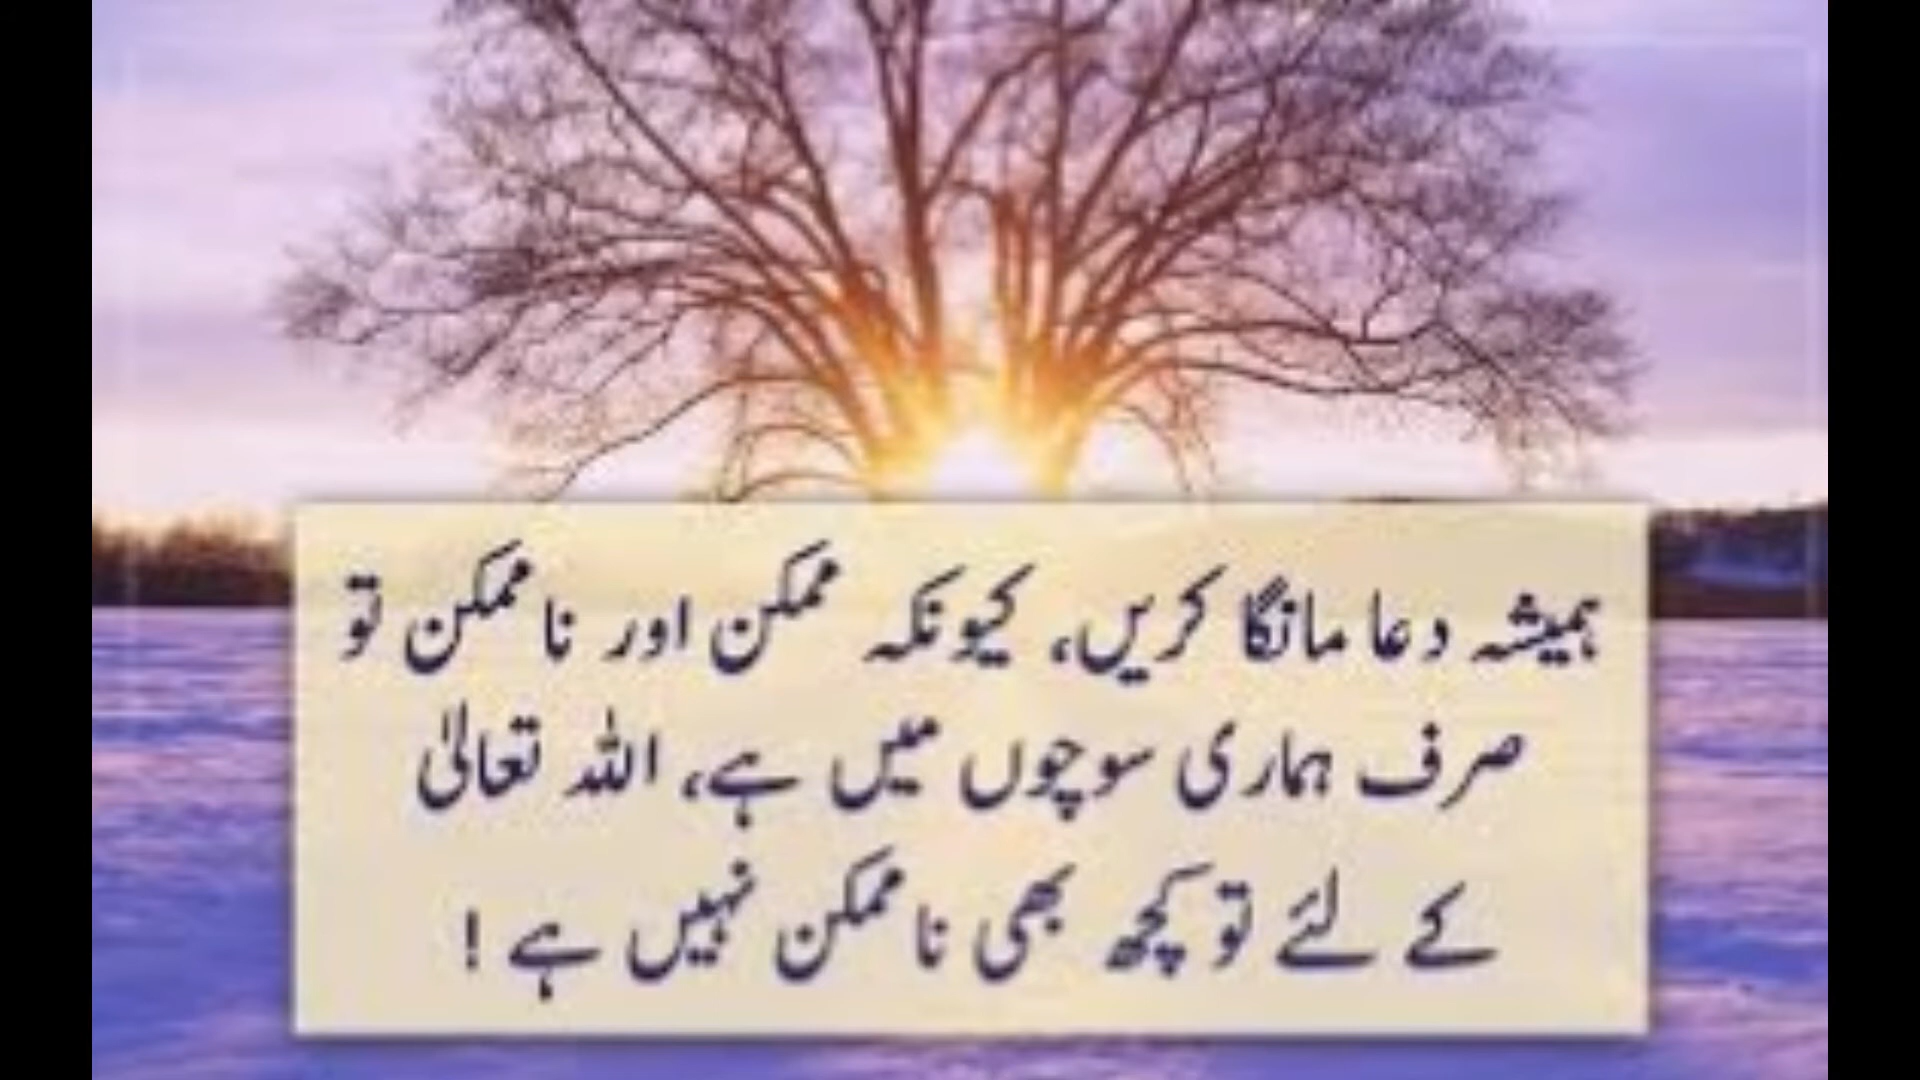 ہمیشہ دعا مانگا کریں، کیونکہ ممکن اور ناممکن تو
صرف ہماری سوچوں میں ہے، اللہ تعالیٰ
کے لئے تو کچھ بھی ناممکن نہیں ہے !